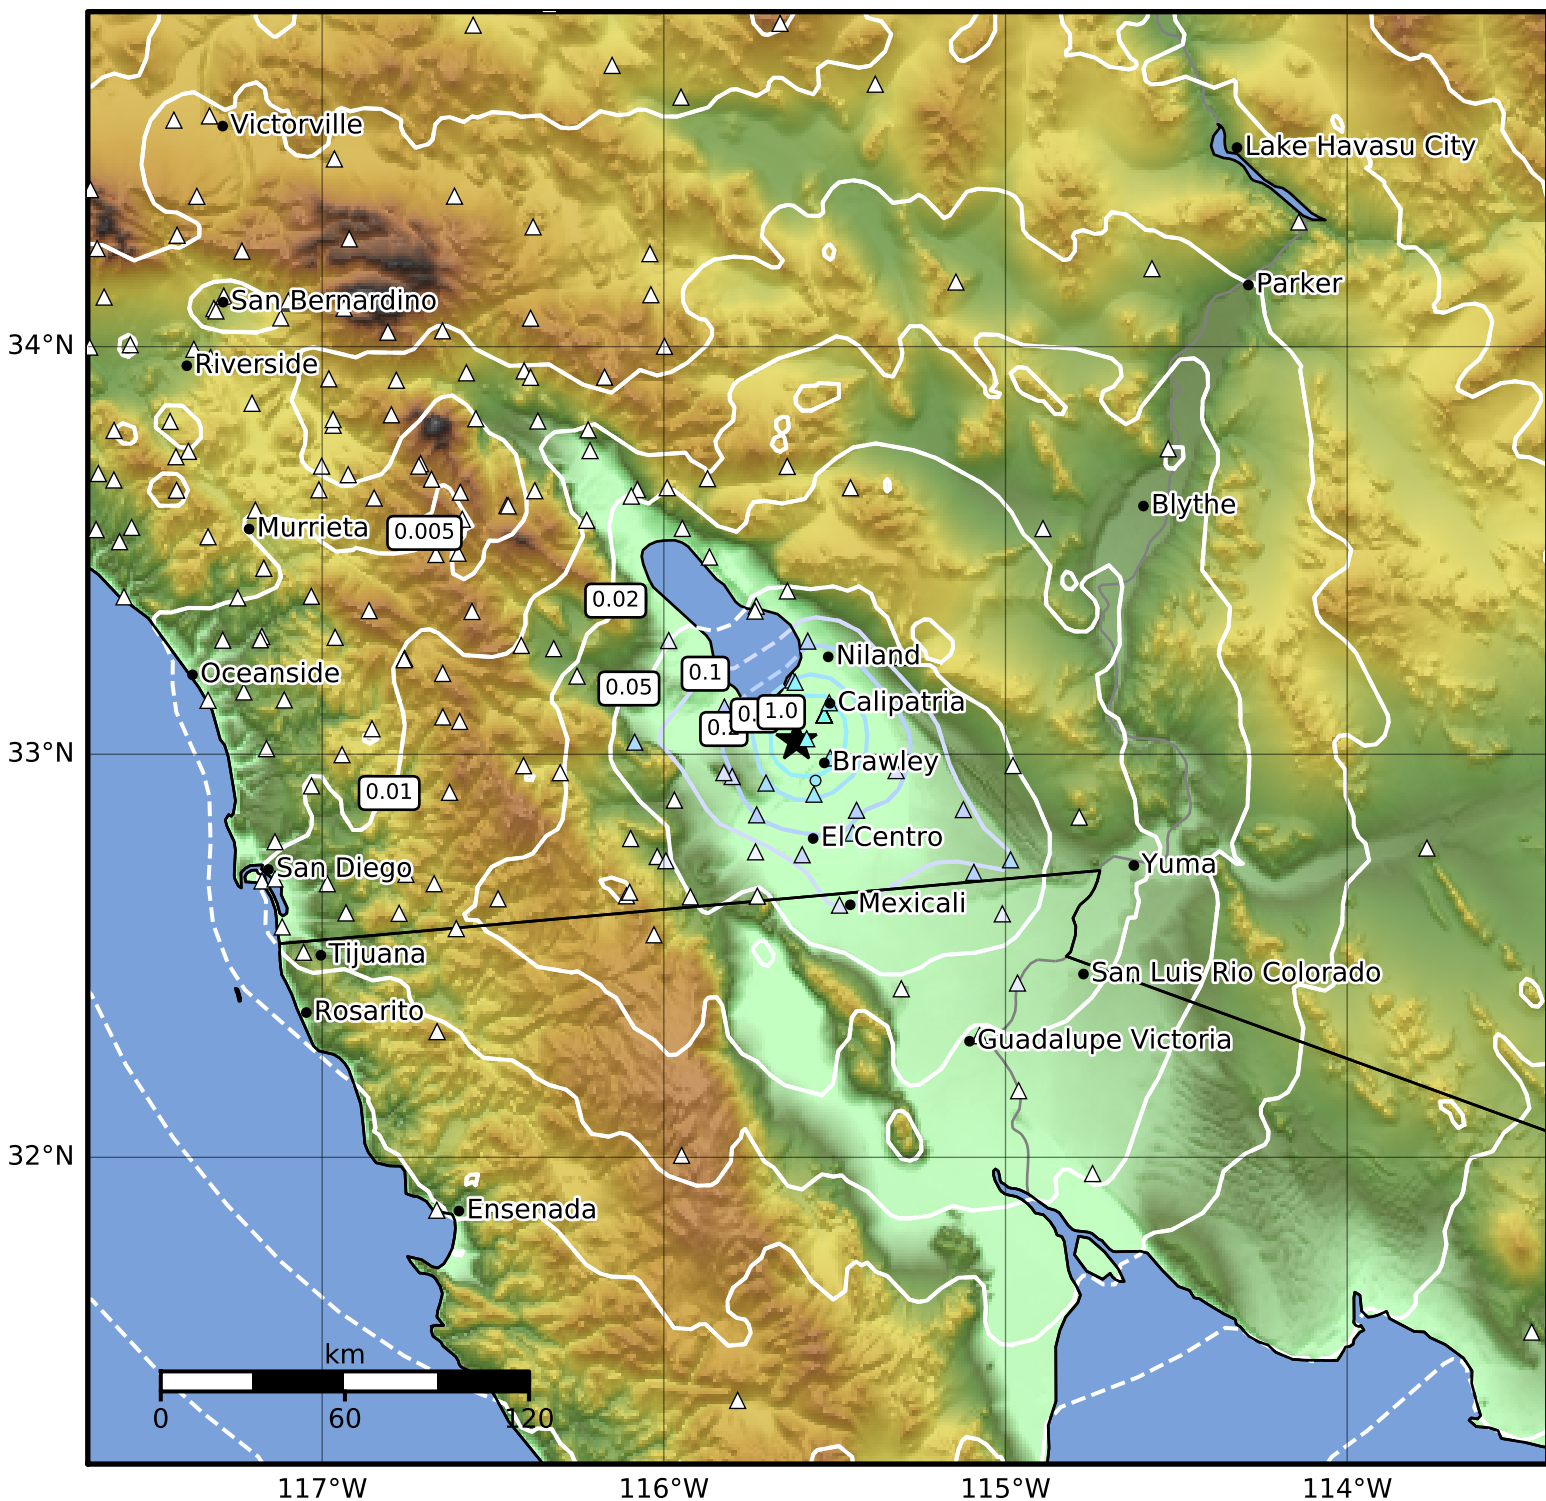 Victorville
Lake Havasu City
Parker
San Bernardino
34°N
Riverside
Blythe
Murrieta
0.005
0.02
Niland
Oceanside
0.1
0.05
Calipatria
1.0
33°N
Brawley
0.01
El Centro
San Diego
Yuma
Mexicali
Tijuana
San Luis Rio Colorado
Rosarito
Guadalupe Victoria
32°N
Ensenada
km
0 60 120
117°W 116°W 115°W 114°W